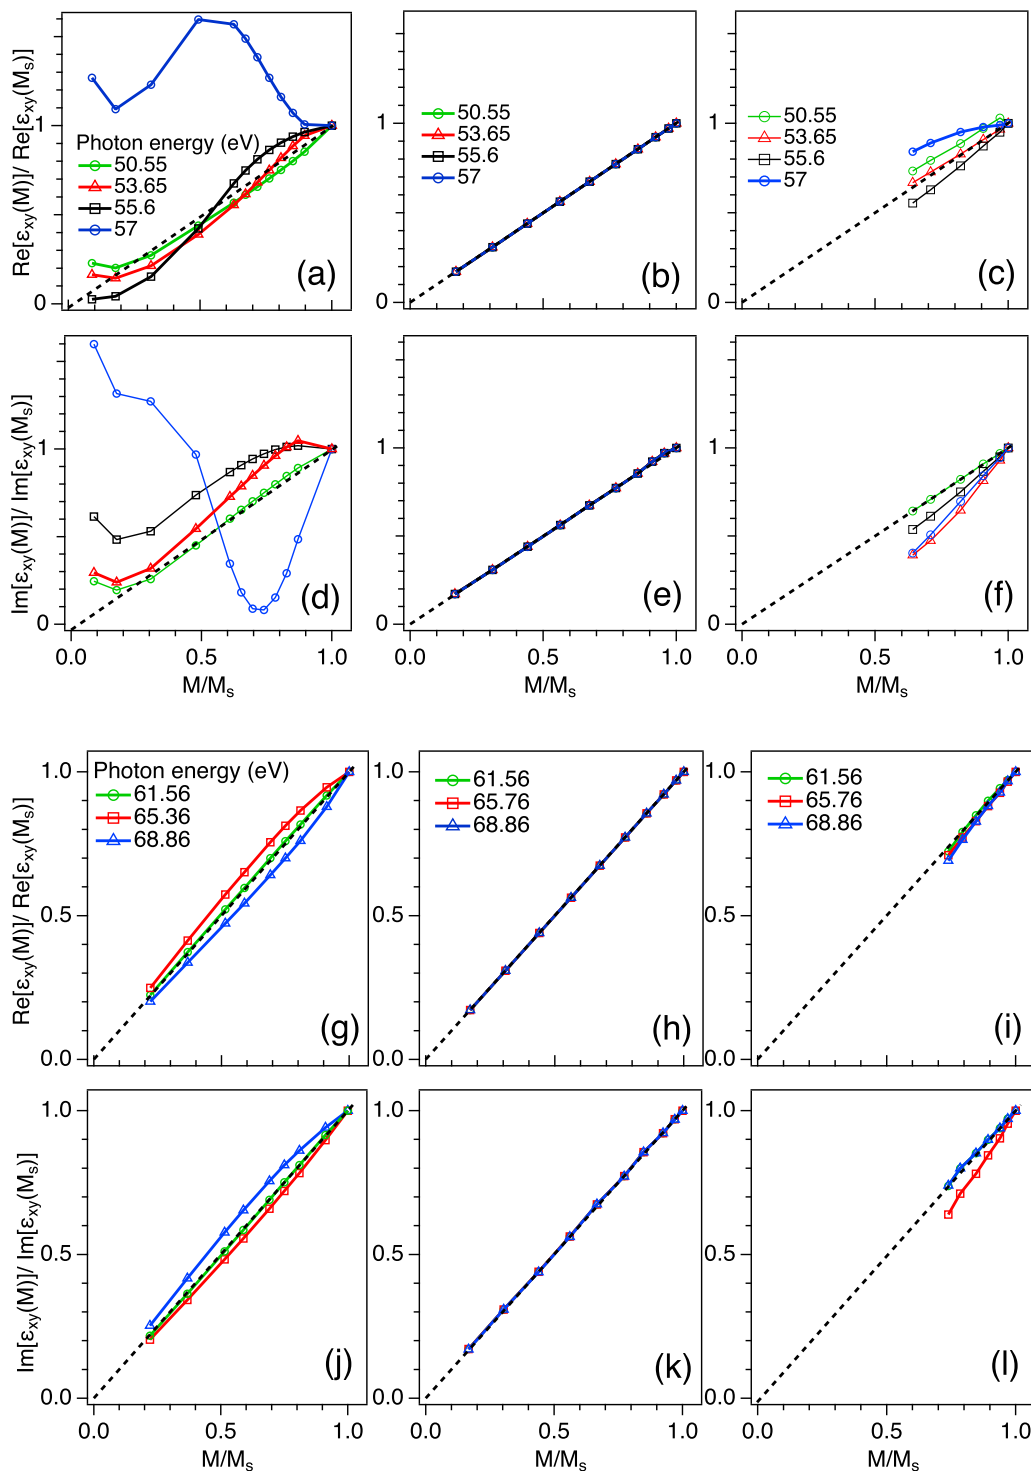 Re[εxy(M)]/ Re[εxy(Ms)]
1
0
Photon energy (eV)
50.55
53.65
55.6
57
(a)
1
0
50.55
53.65
55.6
57
(b)
1
0
50.55
53.65
55.6
57
(c)
Im[εxy(M)]/ Im[εxy(Ms)]
1
0
(d)
0.0 0.5 1.0
M/Ms
1
0
(e)
0.0 0.5 1.0
M/Ms
1
0
(f)
0.0 0.5 1.0
M/Ms
Re[εxy(M)]/ Re[εxy(Ms)]
1.0
0.5
0.0
Photon energy (eV)
61.56
65.36
68.86
(g)
1.0
0.5
0.0
61.56
65.76
68.86
(h)
1.0
0.5
0.0
61.56
65.76
68.86
(i)
Im[εxy(M)]/ Im[εxy(Ms)]
1.0
0.5
0.0
(j)
0.0 0.5 1.0
M/Ms
1.0
0.5
0.0
(k)
0.0 0.5 1.0
M/Ms
1.0
0.5
0.0
(l)
0.0 0.5 1.0
M/Ms